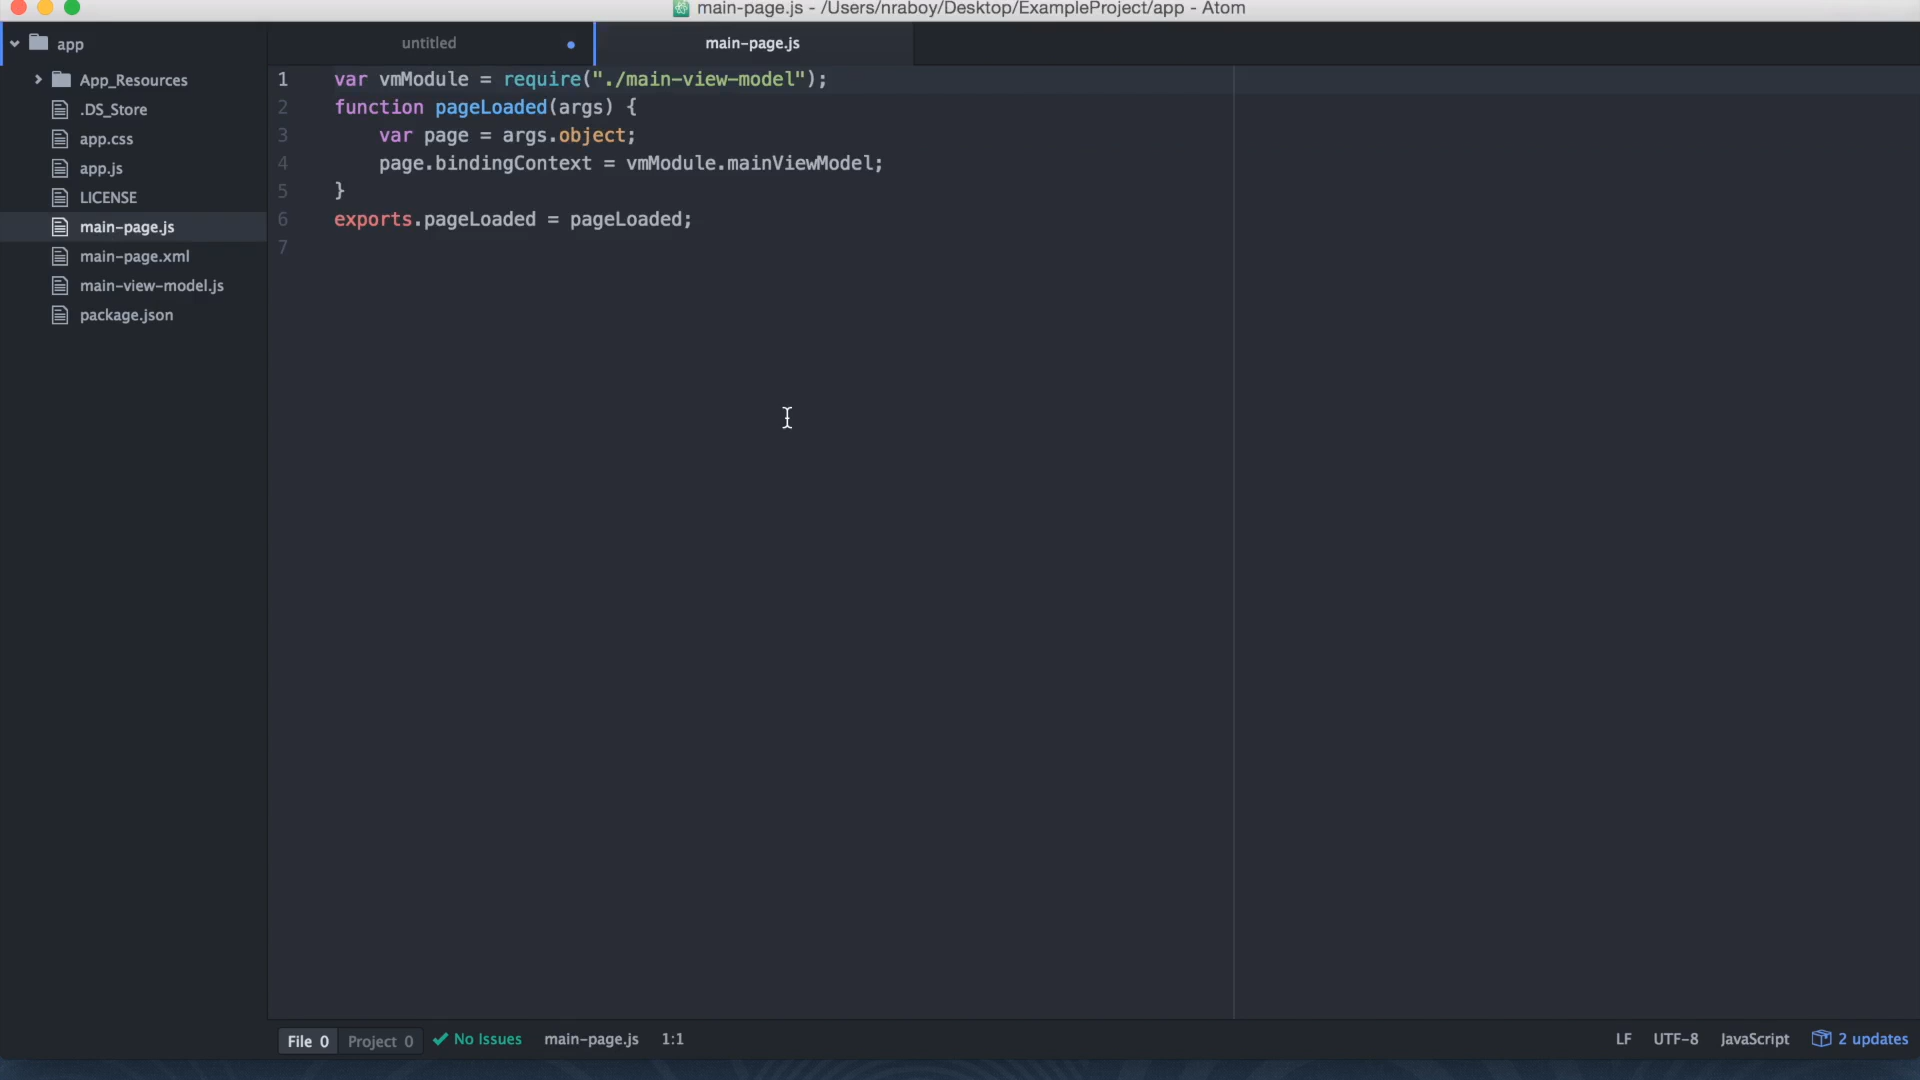 main-page.js - /Users/nraboy/Desktop/ExampleProject/app - Atom
app
App_Resources
.DS_Store
app.css
app.js
LICENSE
main-page.js
main-page.xml
main-view-model.js
package.json
untitled
main-page.js
1 var vmModule = require("./main-view-model");
2 function pageLoaded(args) {
3 var page = args.object;
4 page.bindingContext = vmModule.mainViewModel;
5 }
6 exports.pageLoaded = pageLoaded;
7
File 0 Project 0 No Issues main-page.js 1:1 LF UTF-8 JavaScript 2 updates